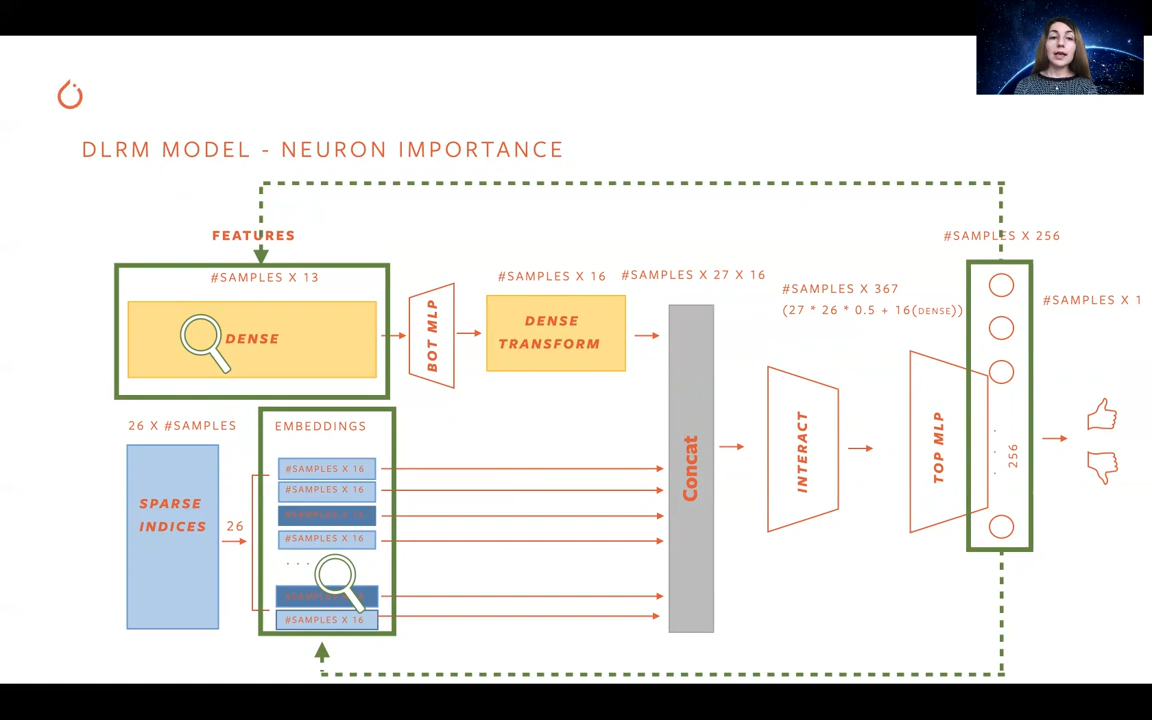 DLRM MODEL - NEURON IMPORTANCE
FEATURES
#SAMPLES X 13
DENSE
BOT MLP
#SAMPLES X 16
DENSE
TRANSFORM
#SAMPLES X 27 X 16
#SAMPLES X 367
(27 * 26 * 0.5 + 16(DENSE))
#SAMPLES X 256
#SAMPLES X 1
26 X #SAMPLES
SPARSE
INDICES
26
EMBEDDINGS
#SAMPLES X 16
#SAMPLES X 16
#SAMPLES X 16
#SAMPLES X 16
. . .
#SAMPLES X 16
Concat
INTERACT
TOP MLP
. . .
256